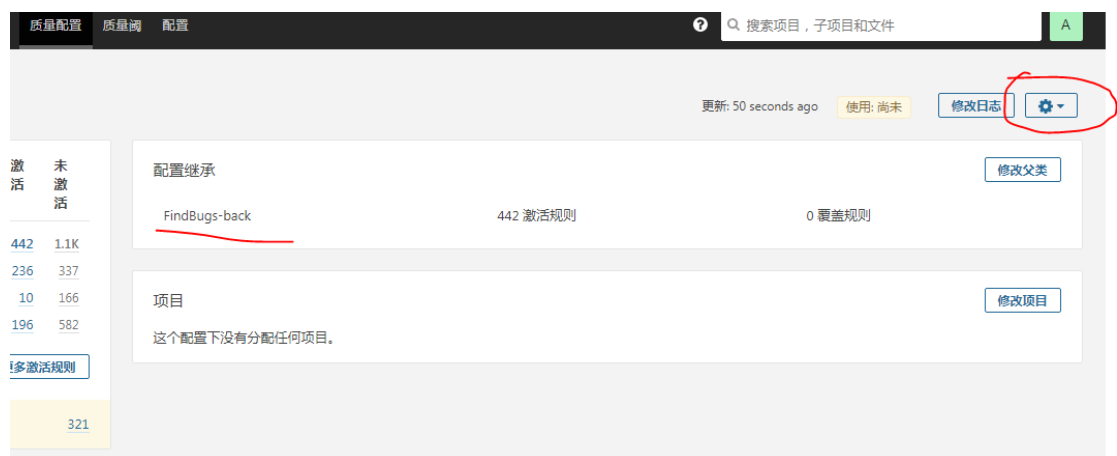 质量配置 质量阈 配置 ? 搜索项目，子项目和文件 A
更新: 50 seconds ago 使用: 尚未 修改日志
激活 未激活
配置继承 修改父类
FindBugs-back 442 激活规则 0 覆盖规则
442 1.1K
236 337
10 166
196 582
项目 修改项目
这个配置下没有分配任何项目。
多激活规则
321